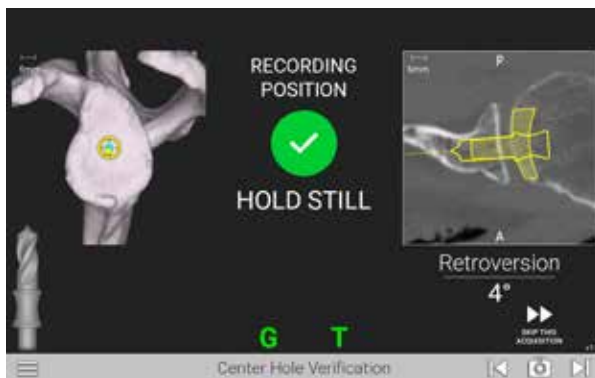 RECORDING
POSITION
HOLD STILL
P
A
Retroversion
4°
SKIP THIS
ACQUISITION
G T
Center Hole Verification